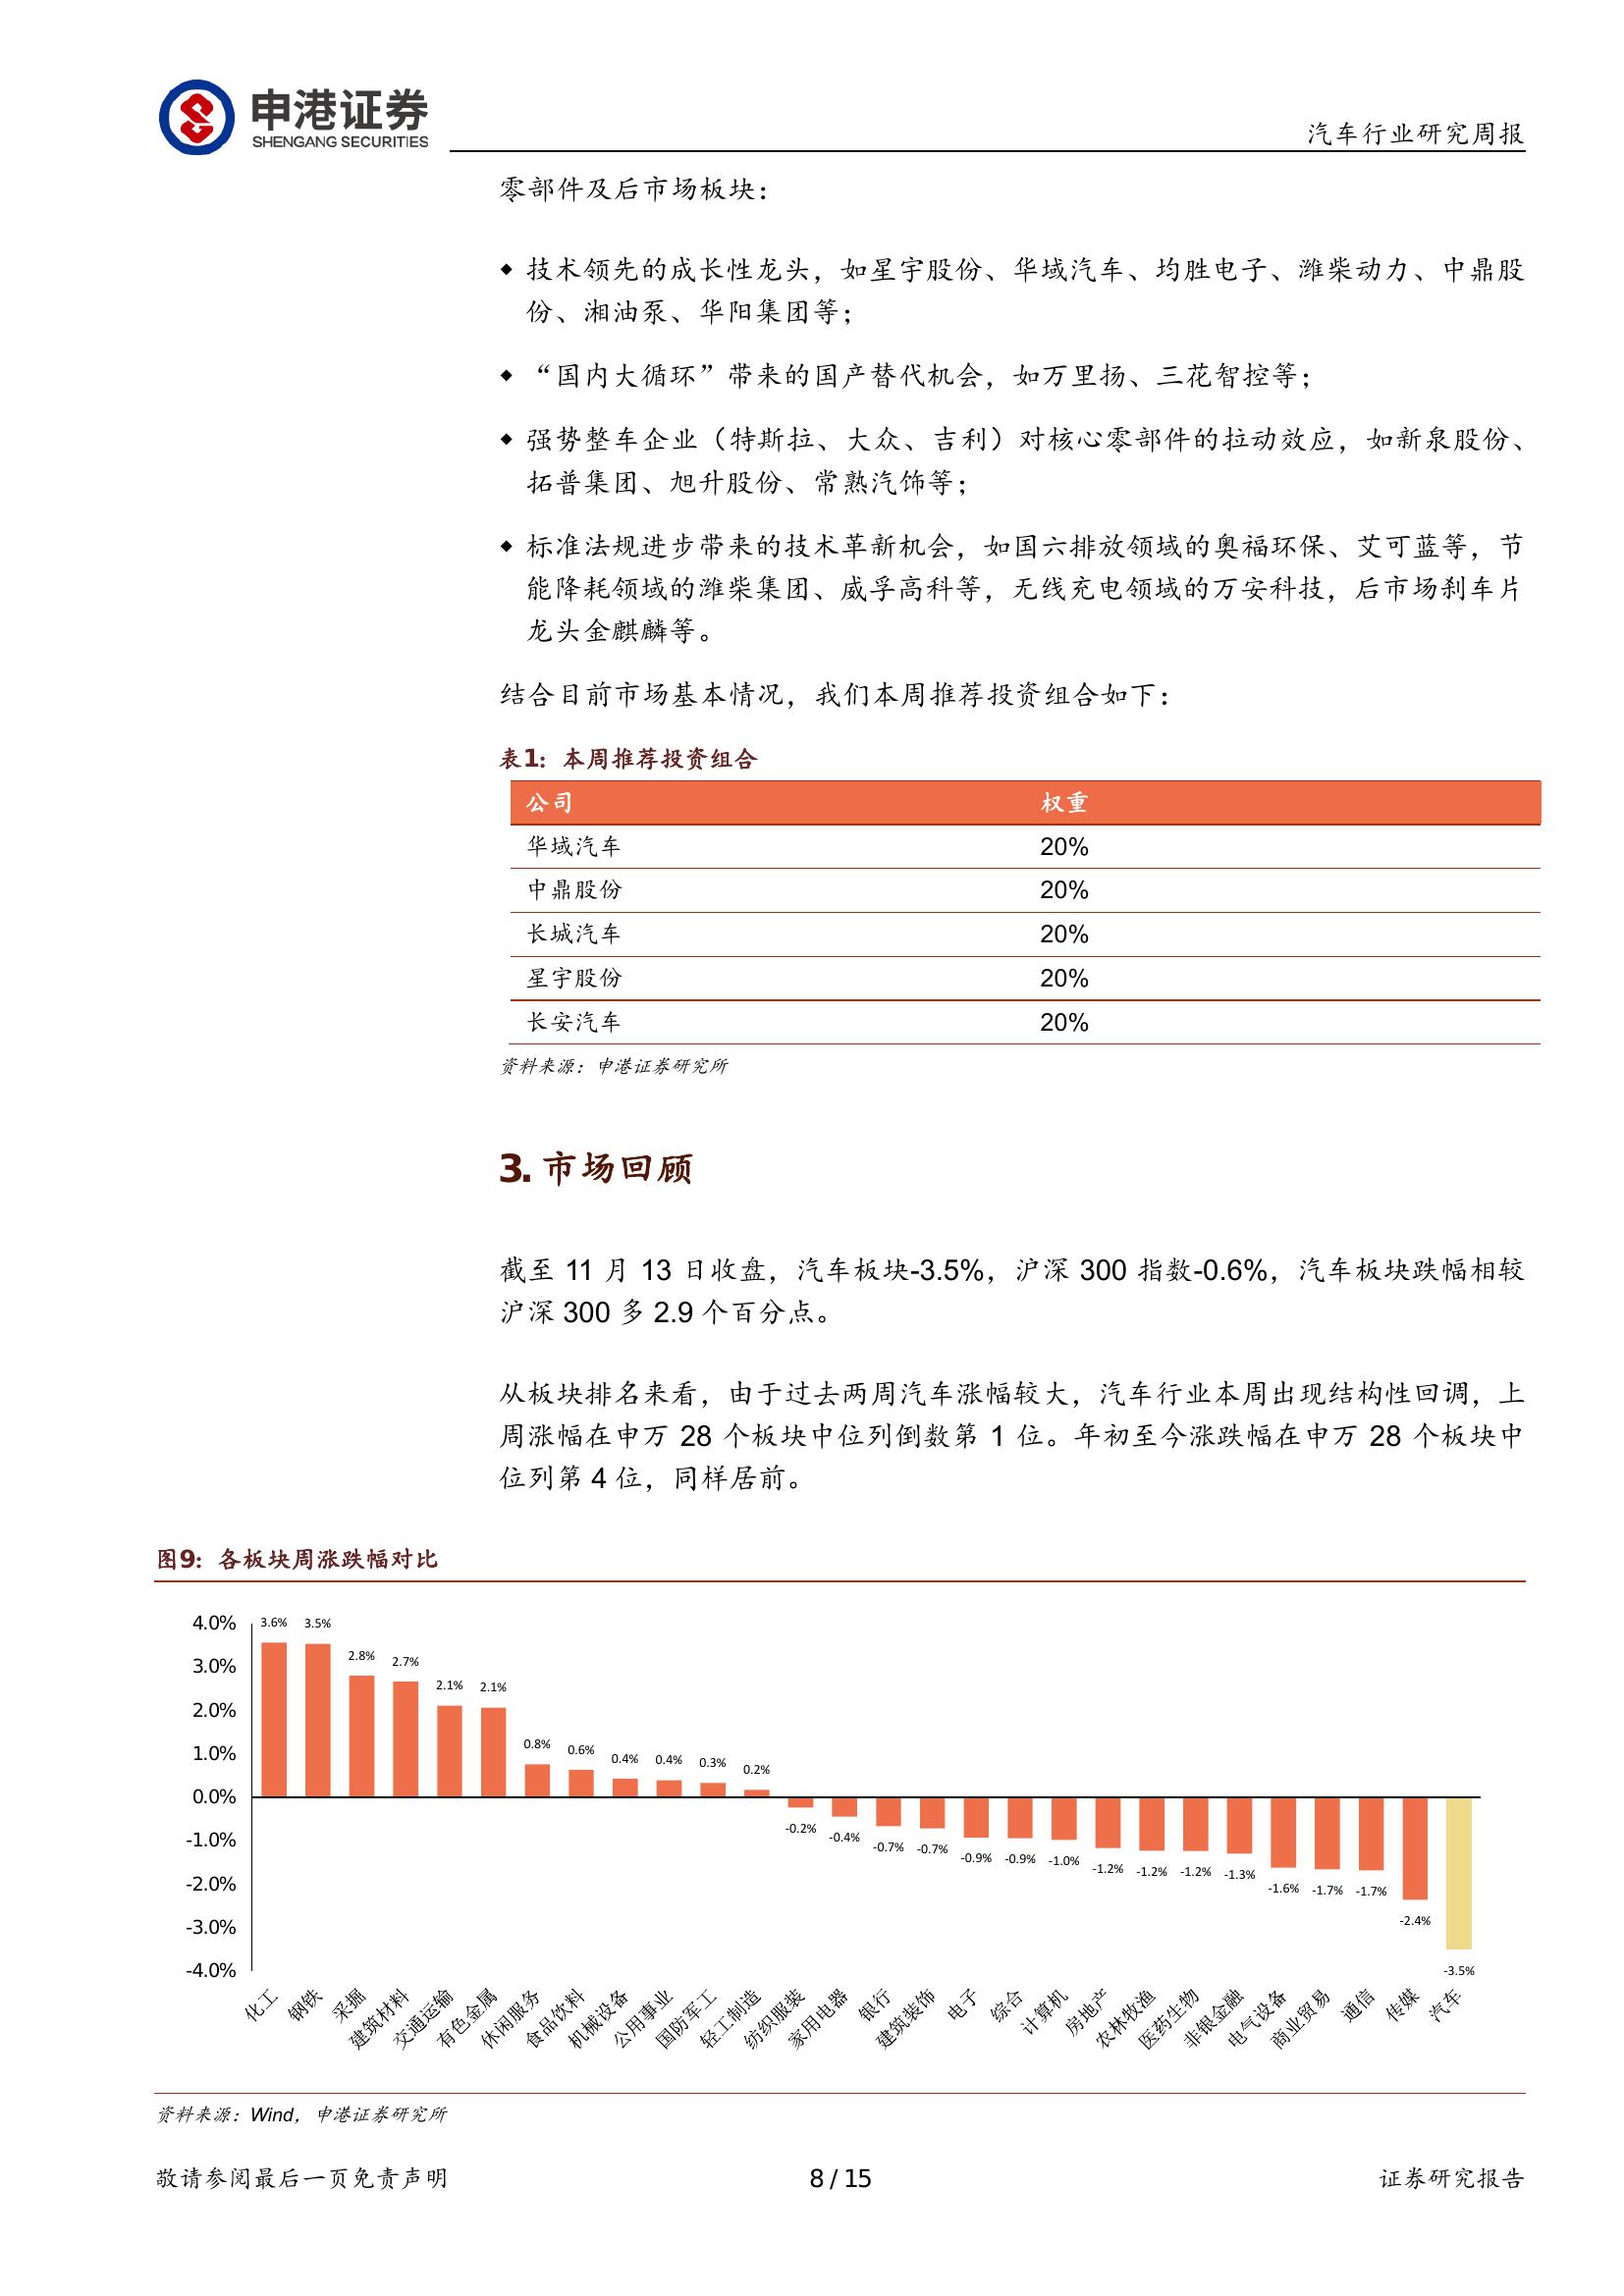 申港证券
SHENGANG SECURITIES
汽车行业研究周报
零部件及后市场板块：
◆ 技术领先的成长性龙头，如星宇股份、华域汽车、均胜电子、潍柴动力、中鼎股
份、湘油泵、华阳集团等；
◆ “国内大循环”带来的国产替代机会，如万里扬、三花智控等；
◆ 强势整车企业（特斯拉、大众、吉利）对核心零部件的拉动效应，如新泉股份、
拓普集团、旭升股份、常熟汽饰等；
◆ 标准法规进步带来的技术革新机会，如国六排放领域的奥福环保、艾可蓝等，节
能降耗领域的潍柴集团、威孚高科等，无线充电领域的万安科技，后市场刹车片
龙头金麒麟等。
结合目前市场基本情况，我们本周推荐投资组合如下：
表1：本周推荐投资组合
公司 权重
华域汽车 20%
中鼎股份 20%
长城汽车 20%
星宇股份 20%
长安汽车 20%
资料来源：申港证券研究所
3. 市场回顾
截至 11 月 13 日收盘，汽车板块-3.5%，沪深 300 指数-0.6%，汽车板块跌幅相较
沪深 300 多 2.9 个百分点。
从板块排名来看，由于过去两周汽车涨幅较大，汽车行业本周出现结构性回调，上
周涨幅在申万 28 个板块中位列倒数第 1 位。年初至今涨跌幅在申万 28 个板块中
位列第 4 位，同样居前。
图9：各板块周涨跌幅对比
4.0%
3.0%
2.0%
1.0%
0.0%
-1.0%
-2.0%
-3.0%
-4.0%
3.6% 3.5% 2.8% 2.7% 2.1% 2.1% 0.8% 0.6% 0.4% 0.4% 0.3% 0.2% -0.2% -0.4% -0.7% -0.7% -0.9% -0.9% -1.0% -1.2% -1.2% -1.2% -1.3% -1.6% -1.7% -1.7% -2.4% -3.5%
化工 钢铁 采掘 建筑材料 交通运输 有色金属 休闲服务 食品饮料 机械设备 公用事业 国防军工 轻工制造 纺织服装 家用电器 银行 建筑装饰 电子 综合 计算机 房地产 农林牧渔 医药生物 非银金融 电气设备 商业贸易 通信 传媒 汽车
资料来源：Wind，申港证券研究所
敬请参阅最后一页免责声明 8 / 15 证券研究报告